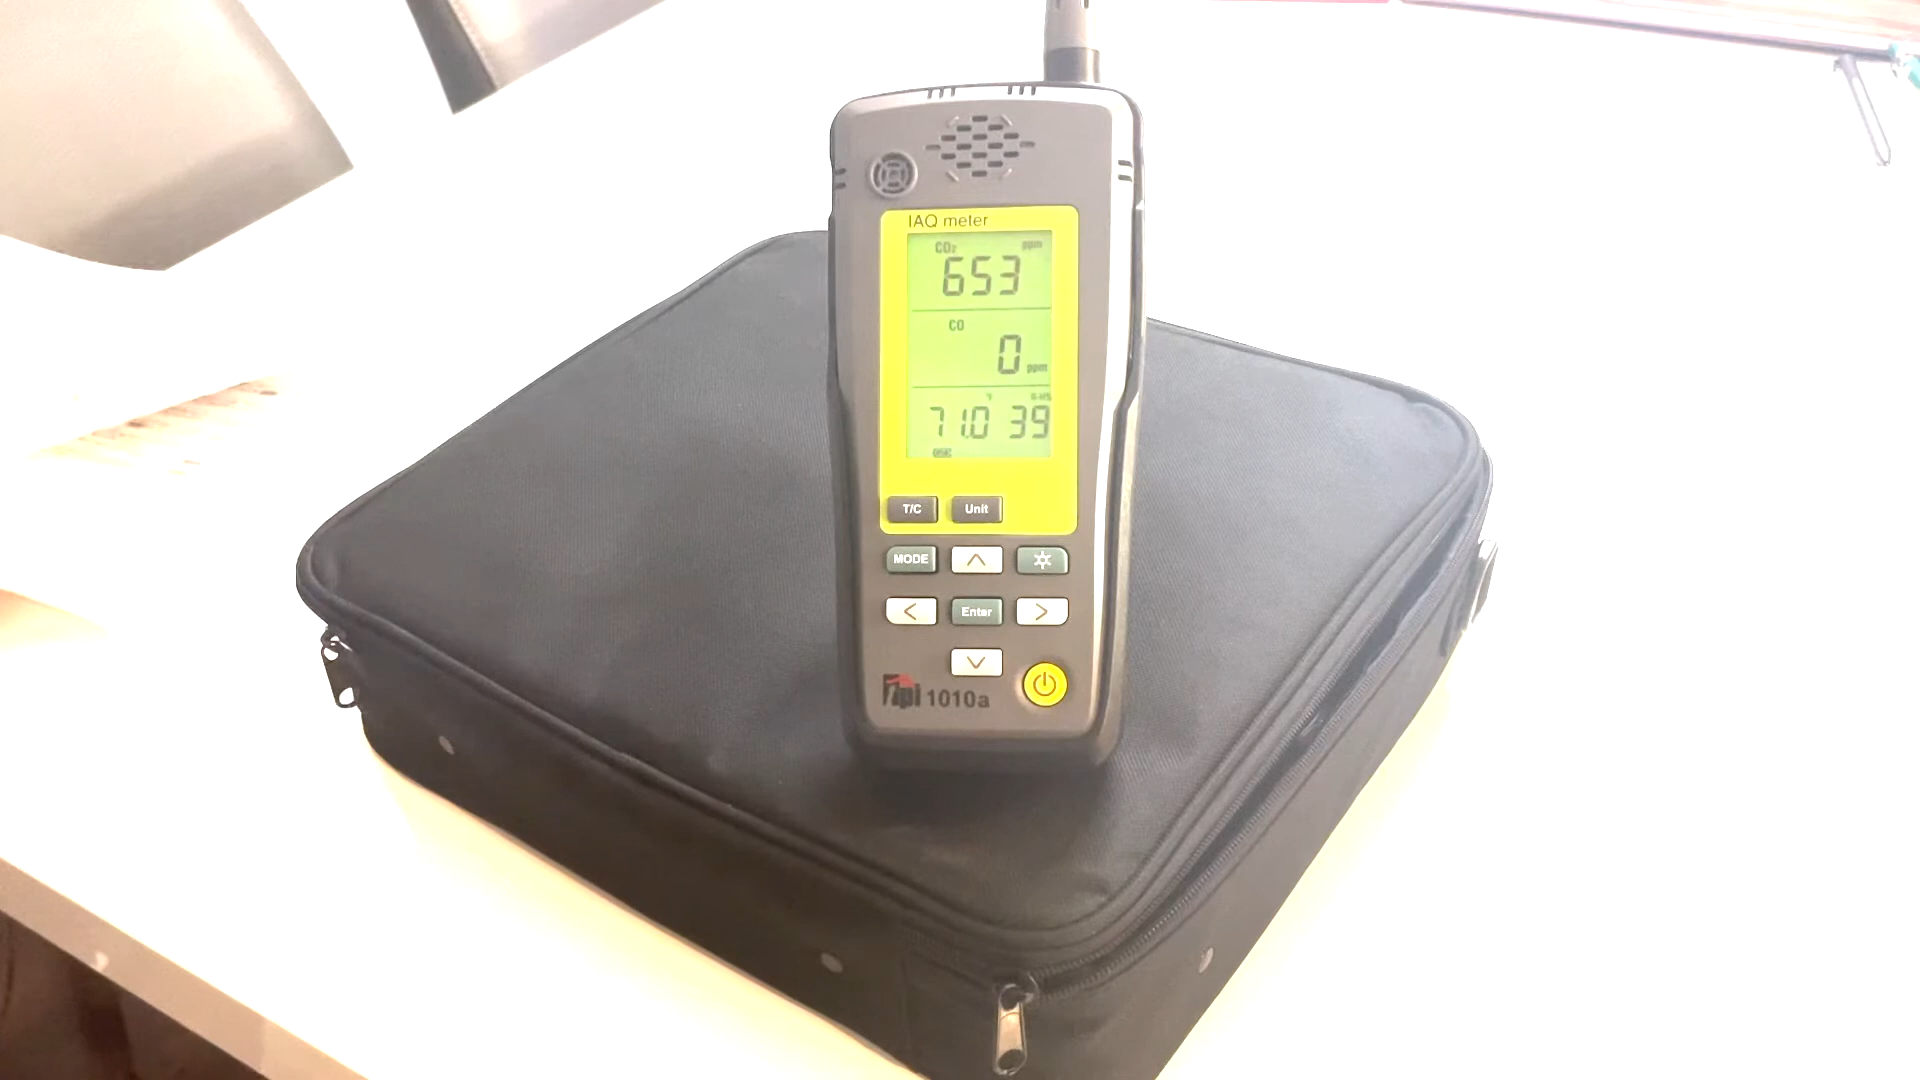 IAQ meter
CO₂ ppm
653
CO
0 ppm
71.0 39
T/C Unit
MODE
Enter
TPI 1010a